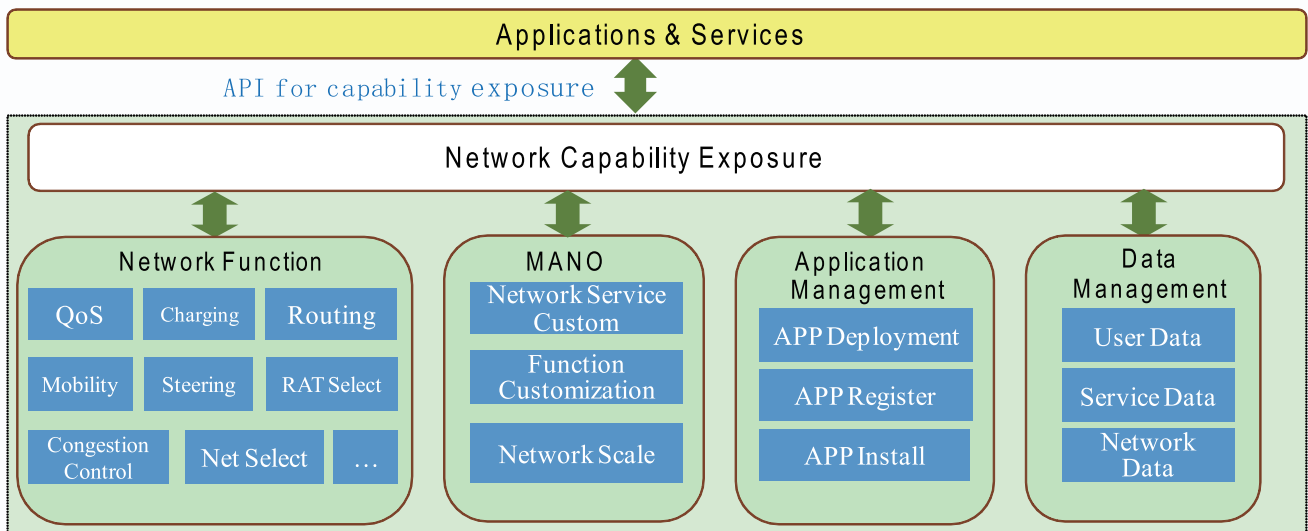 Applications & Services
API for capability exposure
Network Capability Exposure
Network Function
QoS
Charging
Routing
Mobility
Steering
RAT Select
Congestion
Control
Net Select
...
MANO
Network Service
Custom
Function
Customization
Network Scale
Application
Management
APP Deployment
APP Register
APP Install
Data
Management
User Data
Service Data
Network
Data